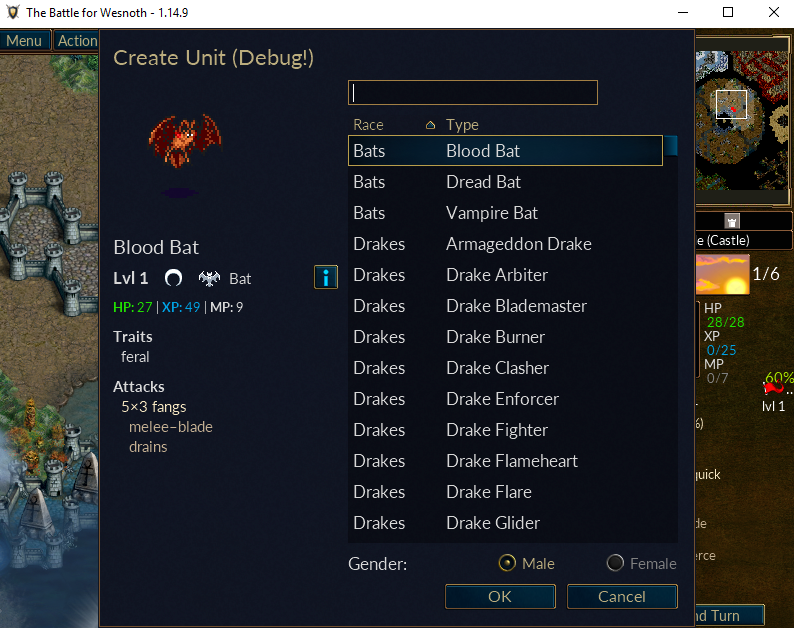 The Battle for Wesnoth - 1.14.9
Menu
Action
Create Unit (Debug!)
Race Type
Bats Blood Bat
Bats Dread Bat
Bats Vampire Bat
Drakes Armageddon Drake
Drakes Drake Arbiter
Drakes Drake Blademaster
Drakes Drake Burner
Drakes Drake Clasher
Drakes Drake Enforcer
Drakes Drake Fighter
Drakes Drake Flameheart
Drakes Drake Flare
Drakes Drake Glider
Blood Bat
Lvl 1 Bat
HP: 27 | XP: 49 | MP: 9
Traits
feral
Attacks
5×3 fangs
melee–blade
drains
Gender: Male Female
OK Cancel
e (Castle)
1/6
HP
28/28
XP
0/25
MP
0/7
60%
lvl 1
%)
quick
de
erce
nd Turn